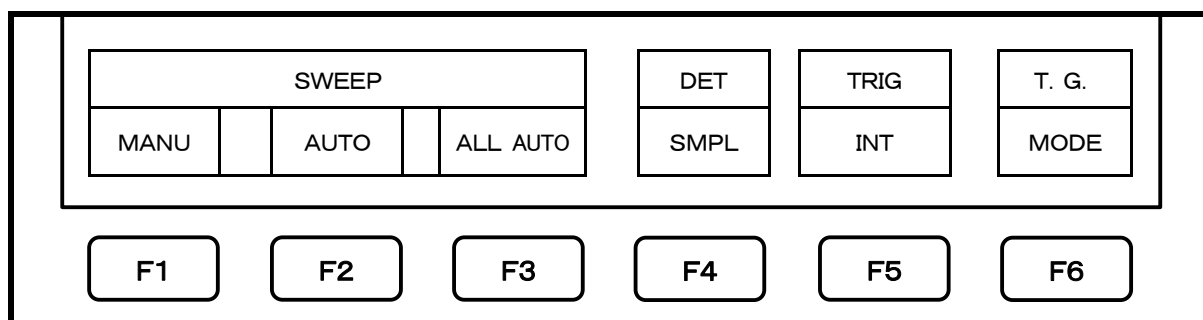 SWEEP DET TRIG T. G.
MANU AUTO ALL AUTO SMPL INT MODE
F1 F2 F3 F4 F5 F6